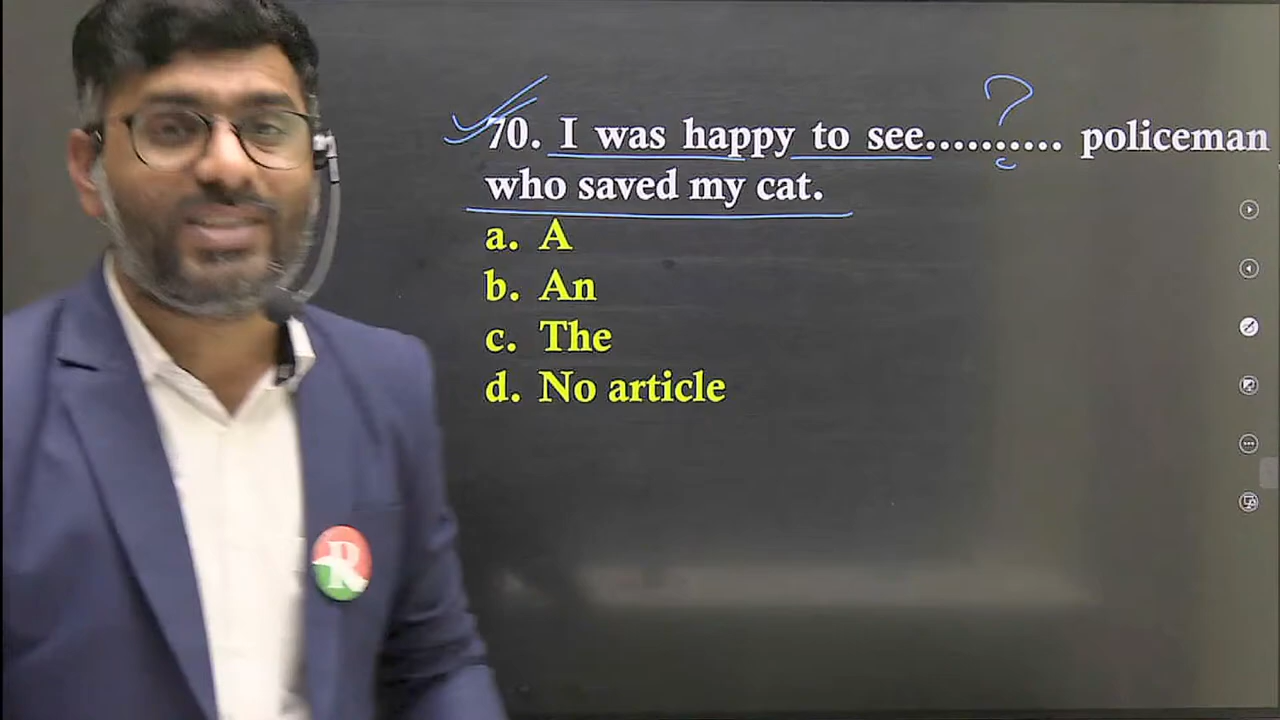 70. I was happy to see.......... policeman
who saved my cat.
a. A
b. An
c. The
d. No article
?
R